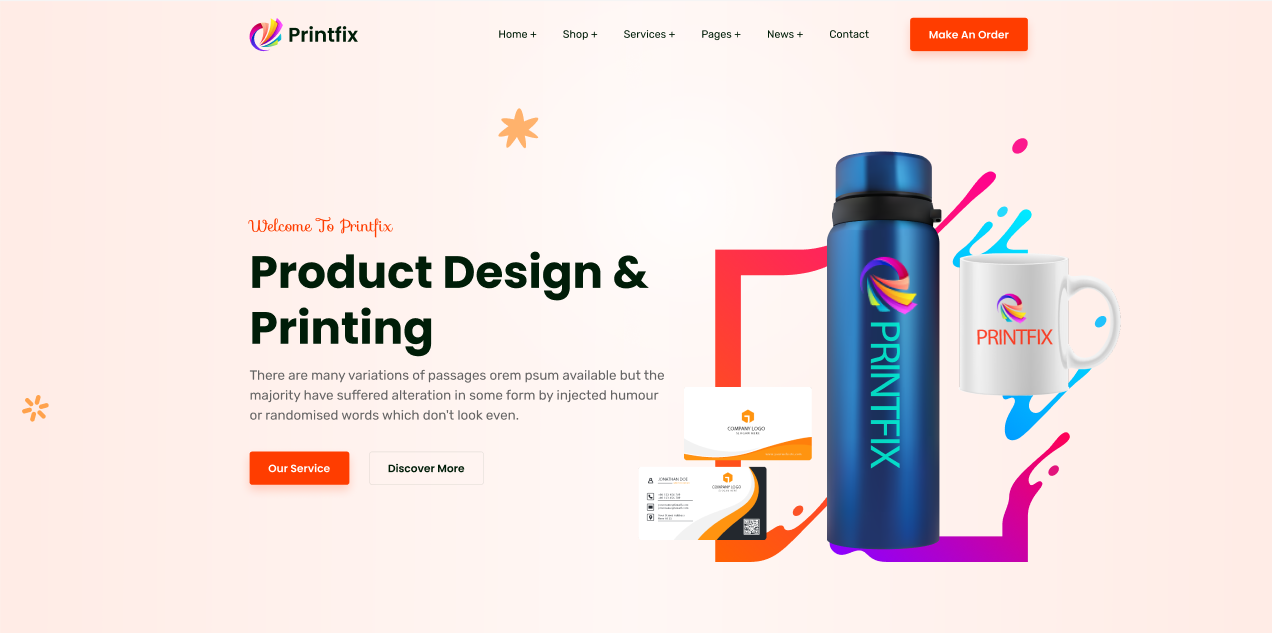 Printfix
Home +
Shop +
Services +
Pages +
News +
Contact
Make An Order
Welcome To Printfix
Product Design &
Printing
There are many variations of passages orem psum available but the
majority have suffered alteration in some form by injected humour
or randomised words which don't look even.
Our Service
Discover More
PRINTFIX
PRINTFIX
COMPANY LOGO
JONATHAN DOE
COMPANY LOGO